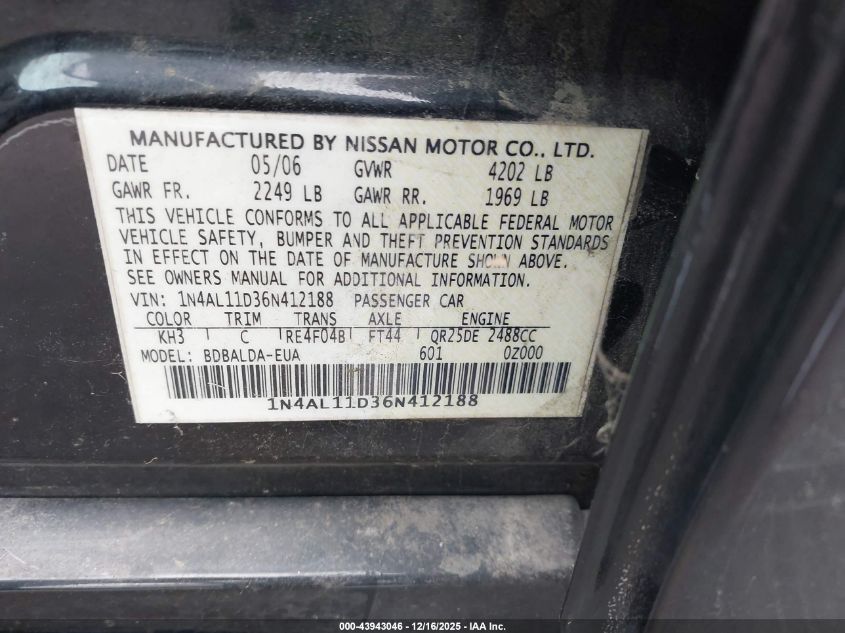 MANUFACTURED BY NISSAN MOTOR CO., LTD.
DATE 05/06 GVWR 4202 LB
GAWR FR. 2249 LB GAWR RR. 1969 LB
THIS VEHICLE CONFORMS TO ALL APPLICABLE FEDERAL MOTOR
VEHICLE SAFETY, BUMPER AND THEFT PREVENTION STANDARDS
IN EFFECT ON THE DATE OF MANUFACTURE SHOWN ABOVE.
SEE OWNERS MANUAL FOR ADDITIONAL INFORMATION.
VIN: 1N4AL11D36N412188 PASSENGER CAR
COLOR TRIM TRANS AXLE ENGINE
KH3 C RE4F04B FT44 QR25DE 2488CC
MODEL: BDBALDA-EUA 601 0Z000
1N4AL11D36N412188
000-43943046 • 12/16/2025 • IAA Inc.